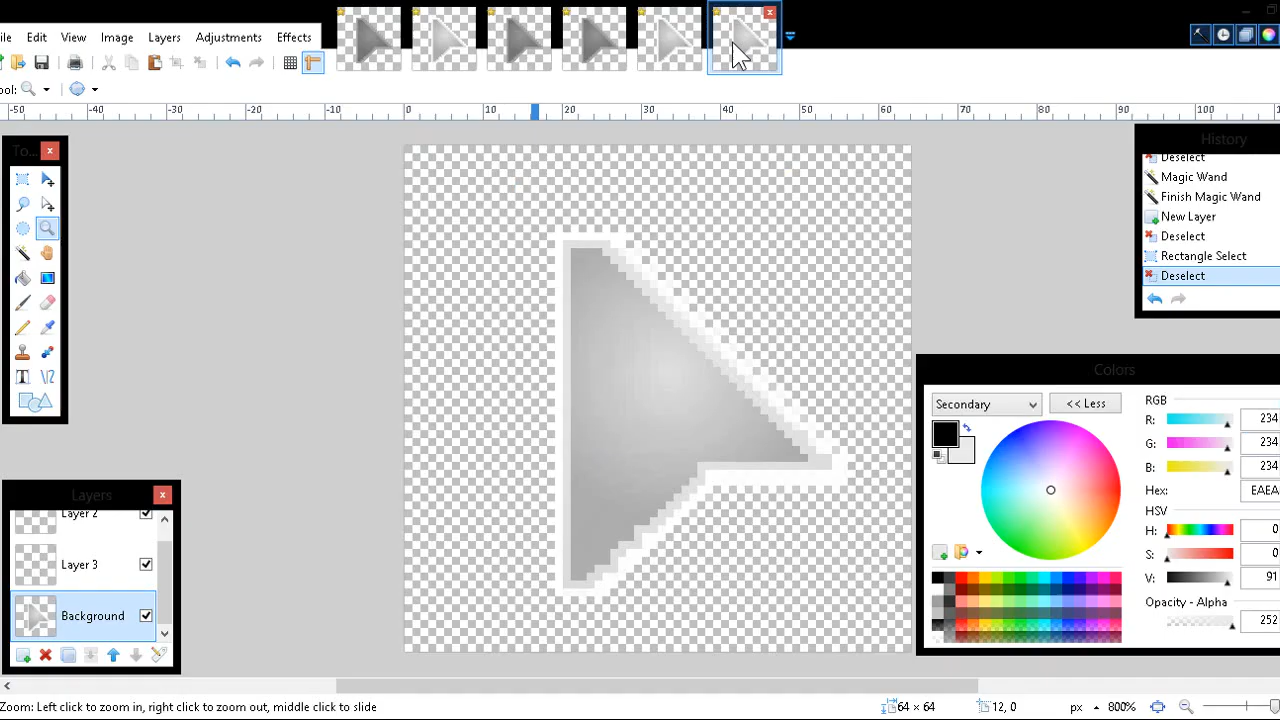 ile Edit View Image Layers Adjustments Effects
ool:
-50 -40 -30 -20 -10 0 10 20 30 40 50 60 70 80 90 100
To...
History
Deselect
Magic Wand
Finish Magic Wand
New Layer
Deselect
Rectangle Select
Deselect
Colors
Secondary
<< Less
RGB
R: 234
G: 234
B: 234
Hex: EAEA
HSV
H: 0
S: 0
V: 91
Opacity - Alpha
252
Layers
Layer 2
Layer 3
Background
Zoom: Left click to zoom in, right click to zoom out, middle click to slide
64 × 64
12, 0
px
800%